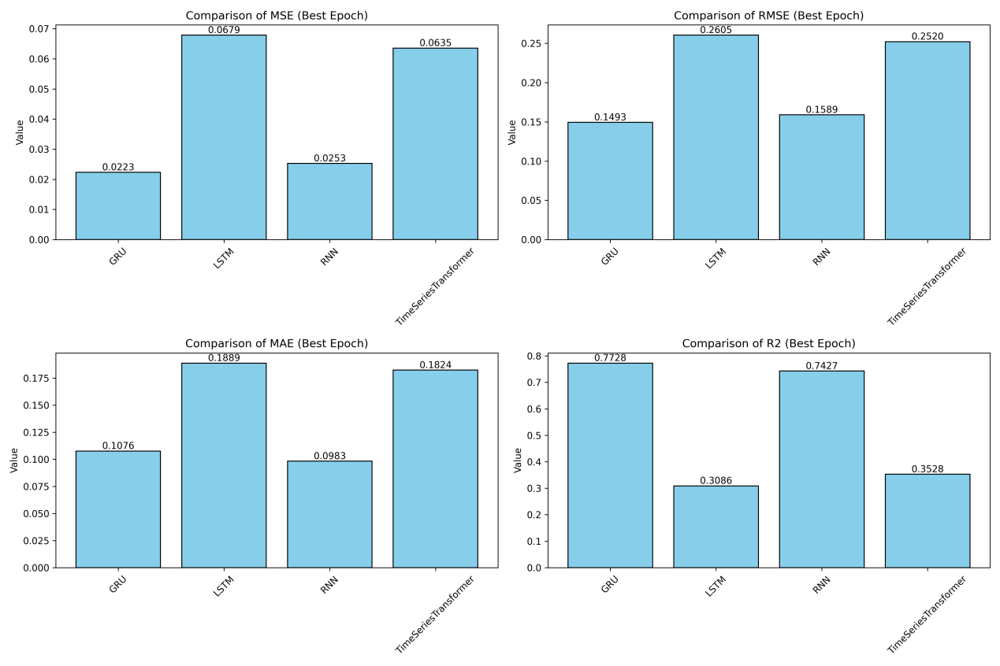 Comparison of MSE (Best Epoch)
Value
0.07
0.06
0.05
0.04
0.03
0.02
0.01
0.00
0.0223
0.0679
0.0253
0.0635
GRU
LSTM
RNN
TimeSeriesTransformer
Comparison of RMSE (Best Epoch)
Value
0.25
0.20
0.15
0.10
0.05
0.00
0.1493
0.2605
0.1589
0.2520
GRU
LSTM
RNN
TimeSeriesTransformer
Comparison of MAE (Best Epoch)
Value
0.175
0.150
0.125
0.100
0.075
0.050
0.025
0.000
0.1076
0.1889
0.0983
0.1824
GRU
LSTM
RNN
TimeSeriesTransformer
Comparison of R2 (Best Epoch)
Value
0.8
0.7
0.6
0.5
0.4
0.3
0.2
0.1
0.0
0.7728
0.3086
0.7427
0.3528
GRU
LSTM
RNN
TimeSeriesTransformer